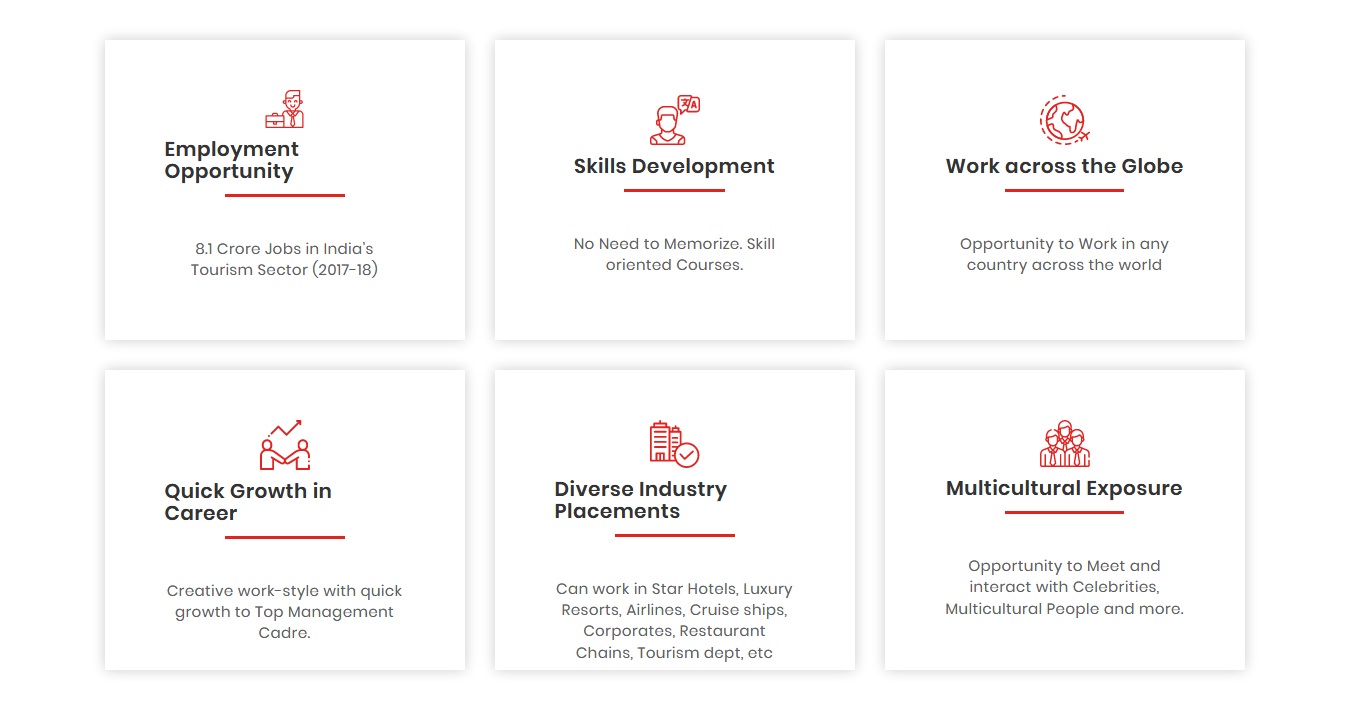 Employment
Opportunity
8.1 Crore Jobs in India's
Tourism Sector (2017-18)
Skills Development
No Need to Memorize. Skill
oriented Courses.
Work across the Globe
Opportunity to Work in any
country across the world
Quick Growth in
Career
Creative work-style with quick
growth to Top Management
Cadre.
Diverse Industry
Placements
Can work in Star Hotels, Luxury
Resorts, Airlines, Cruise ships,
Corporates, Restaurant
Chains, Tourism dept, etc
Multicultural Exposure
Opportunity to Meet and
interact with Celebrities,
Multicultural People and more.